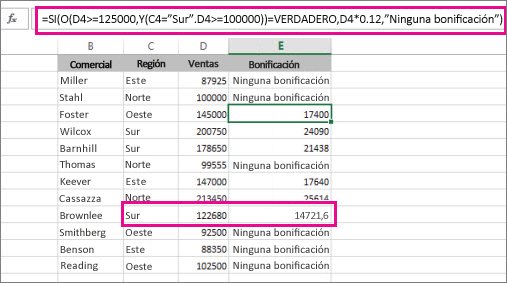 fx =SI(O(D4>=125000,Y(C4="Sur".D4>=100000))=VERDADERO,D4*0.12,"Ninguna bonificación")
B C D E
Comercial Región Ventas Bonificación
Miller Este 87925 Ninguna bonificación
Stahl Norte 100000 Ninguna bonificación
Foster Oeste 145000 17400
Wilcox Sur 200750 24090
Barnhill Sur 178650 21438
Thomas Norte 99555 Ninguna bonificación
Keever Este 147000 17640
Cassazza Norte 213450 25614
Brownlee Sur 122680 14721,6
Smithberg Oeste 92500 Ninguna bonificación
Benson Este 88350 Ninguna bonificación
Reading Oeste 102500 Ninguna bonificación